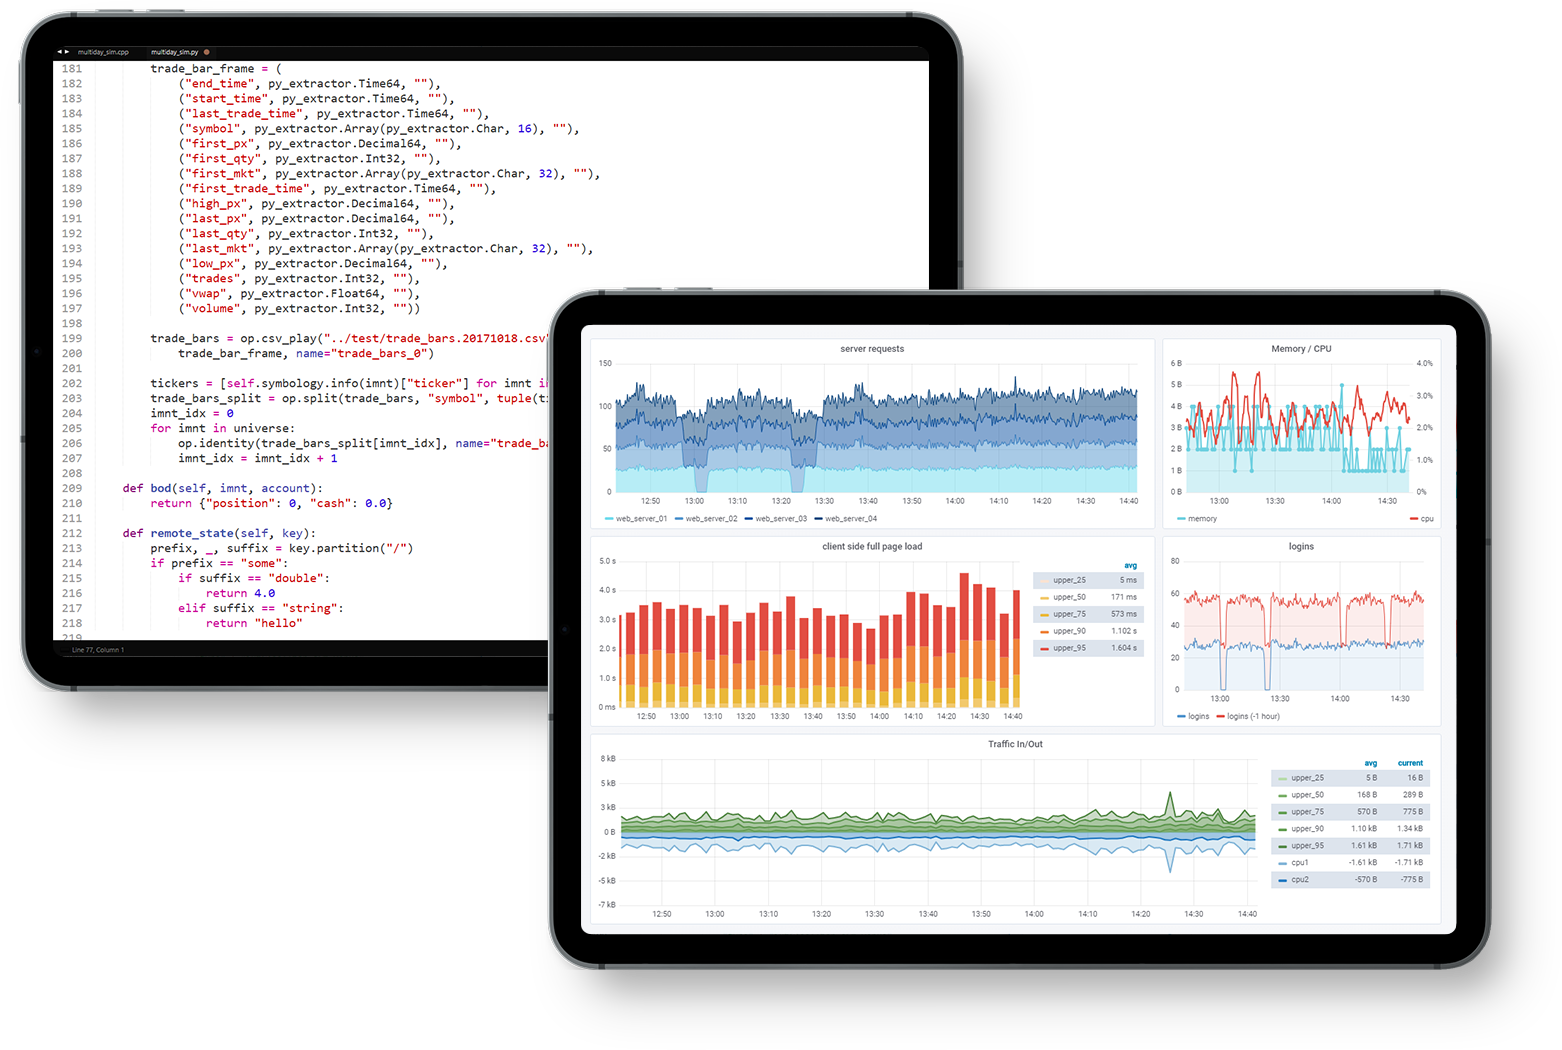 multiday_sim.cpp multiday_sim.py
181 trade_bar_frame = (
182 ("end_time", py_extractor.Time64, ""),
183 ("start_time", py_extractor.Time64, ""),
184 ("last_trade_time", py_extractor.Time64, ""),
185 ("symbol", py_extractor.Array(py_extractor.Char, 16), ""),
186 ("first_px", py_extractor.Decimal64, ""),
187 ("first_qty", py_extractor.Int32, ""),
188 ("first_mkt", py_extractor.Array(py_extractor.Char, 32), ""),
189 ("first_trade_time", py_extractor.Time64, ""),
190 ("high_px", py_extractor.Decimal64, ""),
191 ("last_px", py_extractor.Decimal64, ""),
192 ("last_qty", py_extractor.Int32, ""),
193 ("last_mkt", py_extractor.Array(py_extractor.Char, 32), ""),
194 ("low_px", py_extractor.Decimal64, ""),
195 ("trades", py_extractor.Int32, ""),
196 ("vwap", py_extractor.Float64, ""),
197 ("volume", py_extractor.Int32, ""))
198
199 trade_bars = op.csv_play("../test/trade_bars.20171018.csv"
200 trade_bar_frame, name="trade_bars_0")
201
202 tickers = [self.symbology.info(imnt)["ticker"] for imnt i
203 trade_bars_split = op.split(trade_bars, "symbol", tuple(t
204 imnt_idx = 0
205 for imnt in universe:
206 op.identity(trade_bars_split[imnt_idx], name="trade_b
207 imnt_idx = imnt_idx + 1
208
209 def bod(self, imnt, account):
210 return {"position": 0, "cash": 0.0}
211
212 def remote_state(self, key):
213 prefix, _, suffix = key.partition("/")
214 if prefix == "some":
215 if suffix == "double":
216 return 4.0
217 elif suffix == "string":
218 return "hello"
219
Line 77, Column 1
server requests
150
100
50
0
12:50 13:00 13:10 13:20 13:30 13:40 13:50 14:00 14:10 14:20 14:30 14:40
web_server_01 web_server_02 web_server_03 web_server_04
Memory / CPU
6 B 4.0%
5 B
4 B 3.0%
3 B 2.0%
2 B
1 B 1.0%
0 B 0%
13:00 13:30 14:00 14:30
memory cpu
client side full page load
5.0 s
4.0 s
3.0 s
2.0 s
1.0 s
0 ms
12:50 13:00 13:10 13:20 13:30 13:40 13:50 14:00 14:10 14:20 14:30 14:40
avg
upper_25 5 ms
upper_50 171 ms
upper_75 573 ms
upper_90 1.102 s
upper_95 1.604 s
logins
80
60
40
20
0
13:00 13:30 14:00 14:30
logins logins (-1 hour)
Traffic In/Out
8 kB
5 kB
3 kB
0 B
-2 kB
-5 kB
-7 kB
12:50 13:00 13:10 13:20 13:30 13:40 13:50 14:00 14:10 14:20 14:30 14:40
avg current
upper_25 5 B 16 B
upper_50 168 B 289 B
upper_75 570 B 775 B
upper_90 1.10 kB 1.34 kB
upper_95 1.61 kB 1.71 kB
cpu1 -1.61 kB -1.71 kB
cpu2 -570 B -775 B